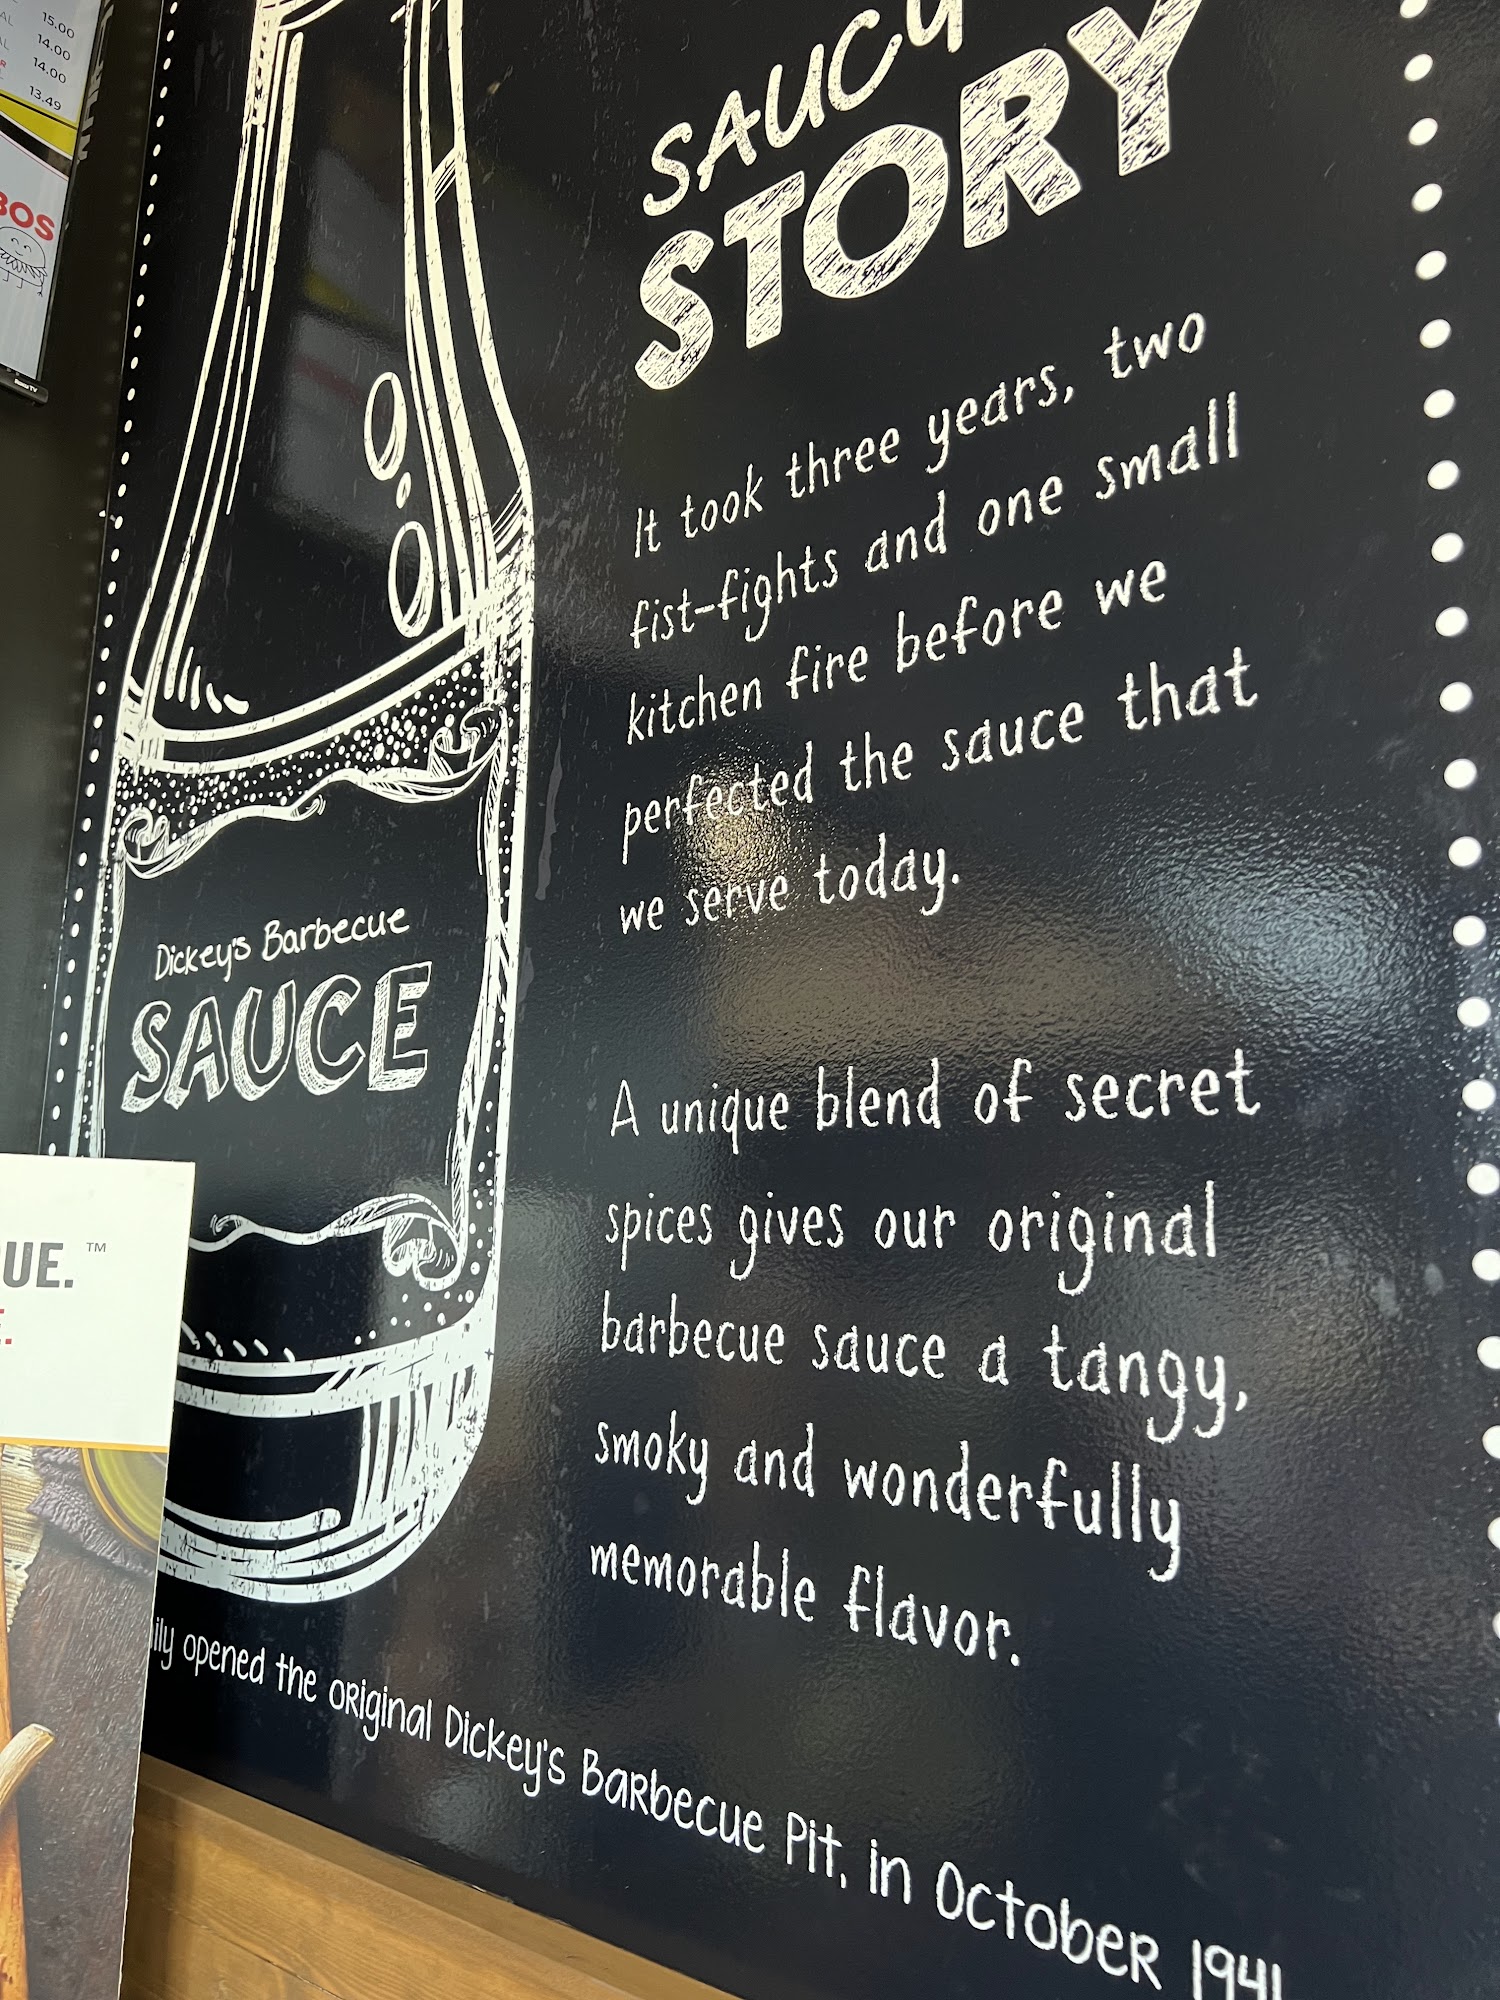 15.00
14.00
14.00
13.49
SAUCY
STORY
It took three years, two
fist-fights and one small
kitchen fire before we
perfected the sauce that
we serve today.
Dickey's Barbecue
SAUCE
A unique blend of secret
spices gives our original
barbecue sauce a tangy,
smoky and wonderfully
memorable flavor.
opened the original Dickey's Barbecue Pit, in October 1941